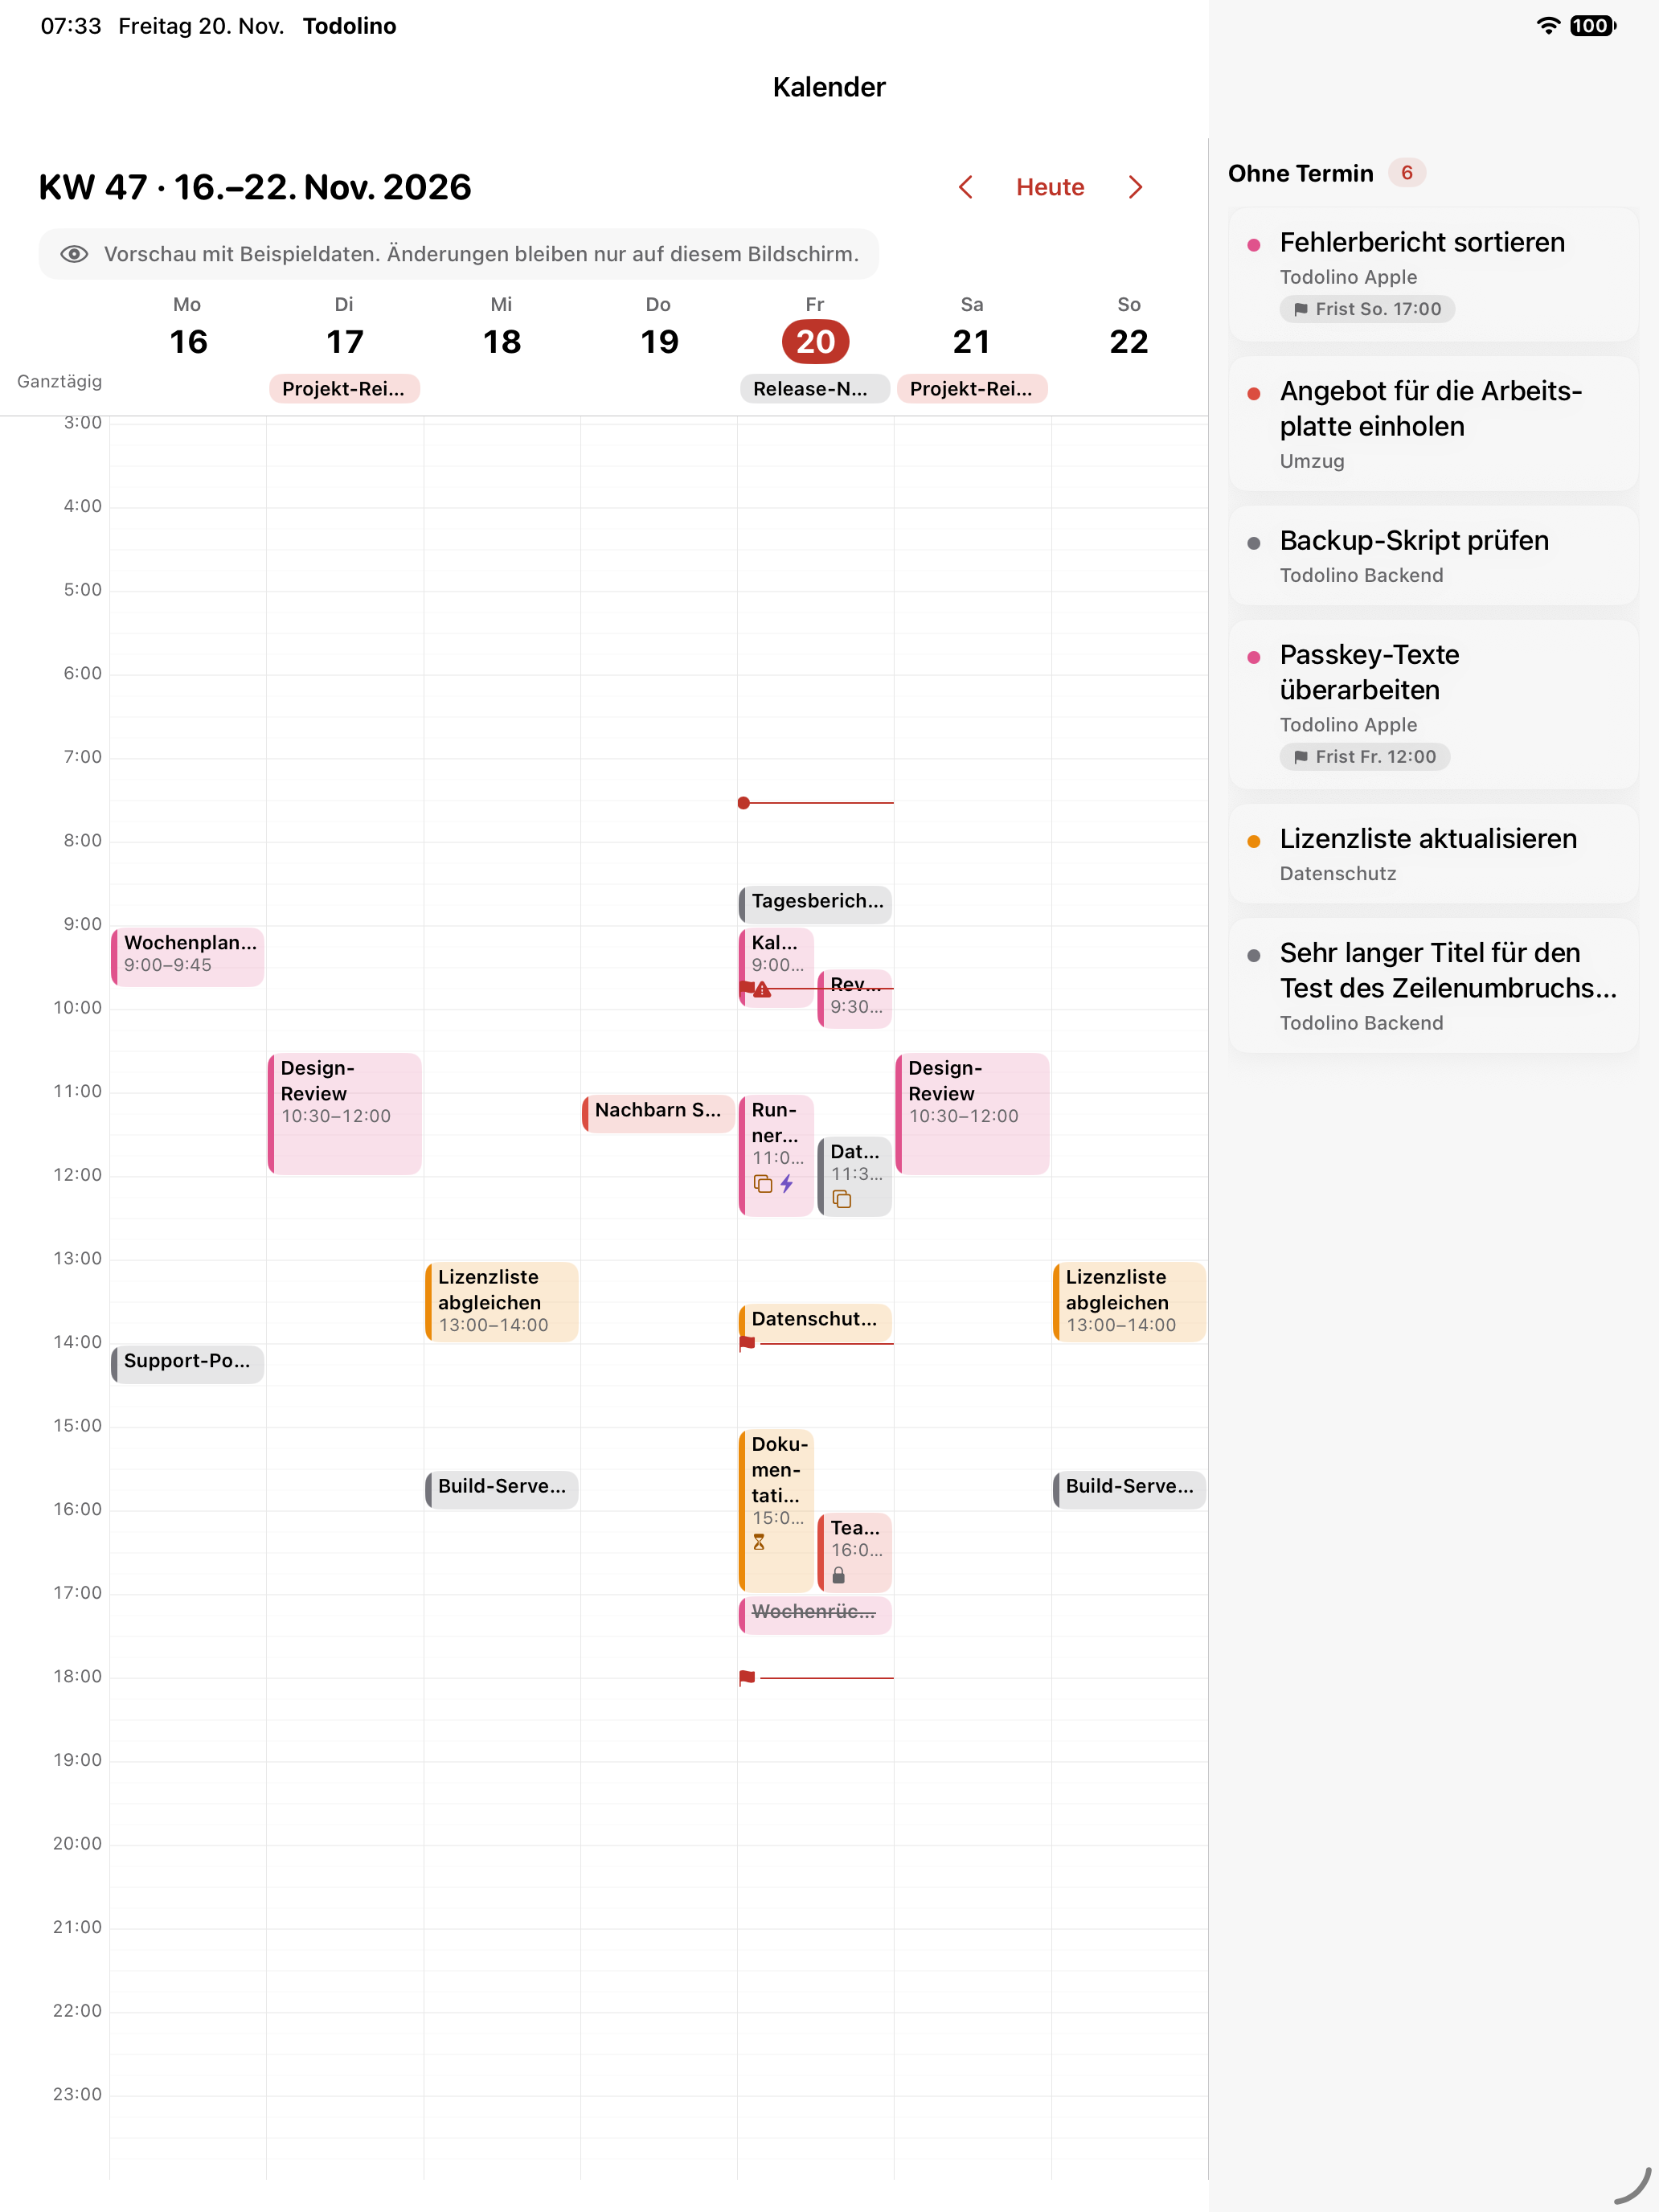 07:33 Freitag 20. Nov. Todolino
100
Kalender
KW 47 · 16.–22. Nov. 2026
Heute
Vorschau mit Beispieldaten. Änderungen bleiben nur auf diesem Bildschirm.
Mo Di Mi Do Fr Sa So
16 17 18 19 20 21 22
Ganztägig
Projekt-Rei...
Release-N...
Projekt-Rei...
3:00
4:00
5:00
6:00
7:00
8:00
9:00
10:00
11:00
12:00
13:00
14:00
15:00
16:00
17:00
18:00
19:00
20:00
21:00
22:00
23:00
Wochenplan...
9:00–9:45
Support-Po...
Design-
Review
10:30–12:00
Lizenzliste
abgleichen
13:00–14:00
Build-Serve...
Nachbarn S...
Tagesberich...
Kal...
9:00...
Rev...
9:30...
Run-
ner...
11:0...
Dat...
11:3...
Datenschut...
Doku-
men-
tati...
15:0...
Tea...
16:0...
Wochenrüc...
Design-
Review
10:30–12:00
Lizenzliste
abgleichen
13:00–14:00
Build-Serve...
Ohne Termin 6
Fehlerbericht sortieren
Todolino Apple
Frist So. 17:00
Angebot für die Arbeits-
platte einholen
Umzug
Backup-Skript prüfen
Todolino Backend
Passkey-Texte
überarbeiten
Todolino Apple
Frist Fr. 12:00
Lizenzliste aktualisieren
Datenschutz
Sehr langer Titel für den
Test des Zeilenumbruchs...
Todolino Backend